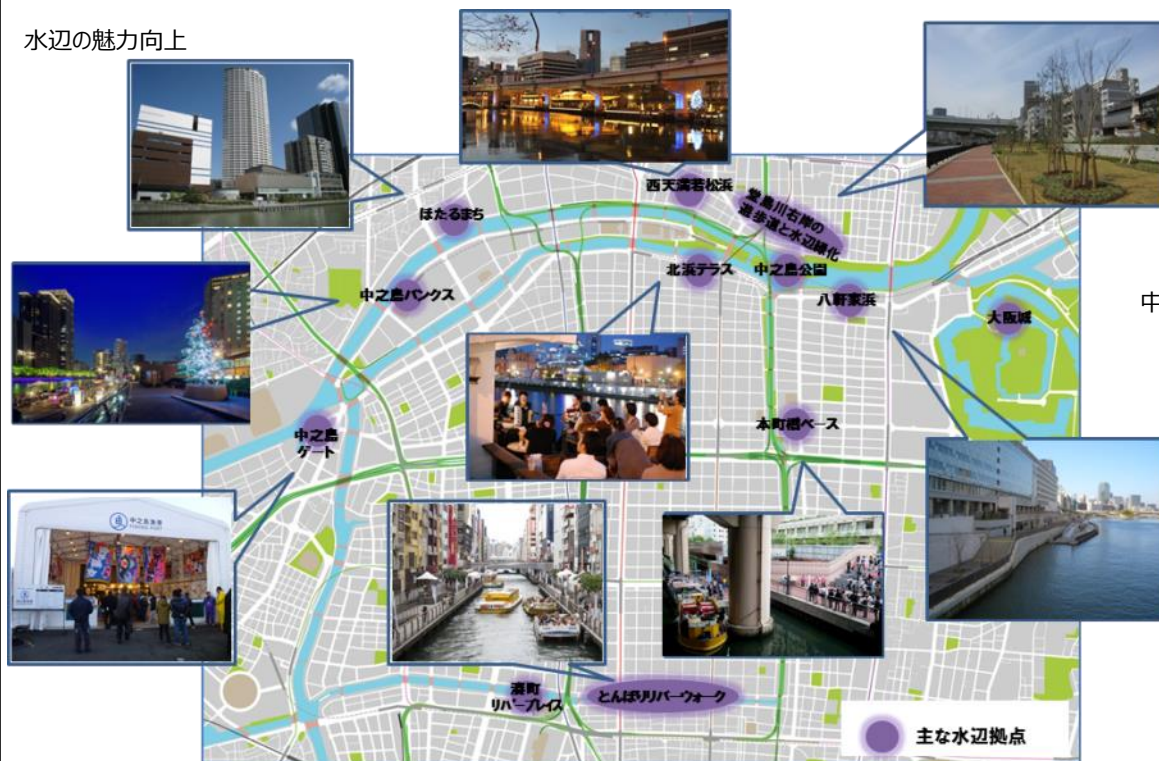 水辺の魅力向上
西天満若松浜
堂島川右岸の
遊歩道と水辺緑化
ほたるまち
北浜テラス
中之島公園
中之島バンクス
八軒家浜
大阪城
中
本町橋ベース
中之島
ゲート
中之島漁港
湊町
リバープレイス
とんぼりリバーウォーク
主な水辺拠点